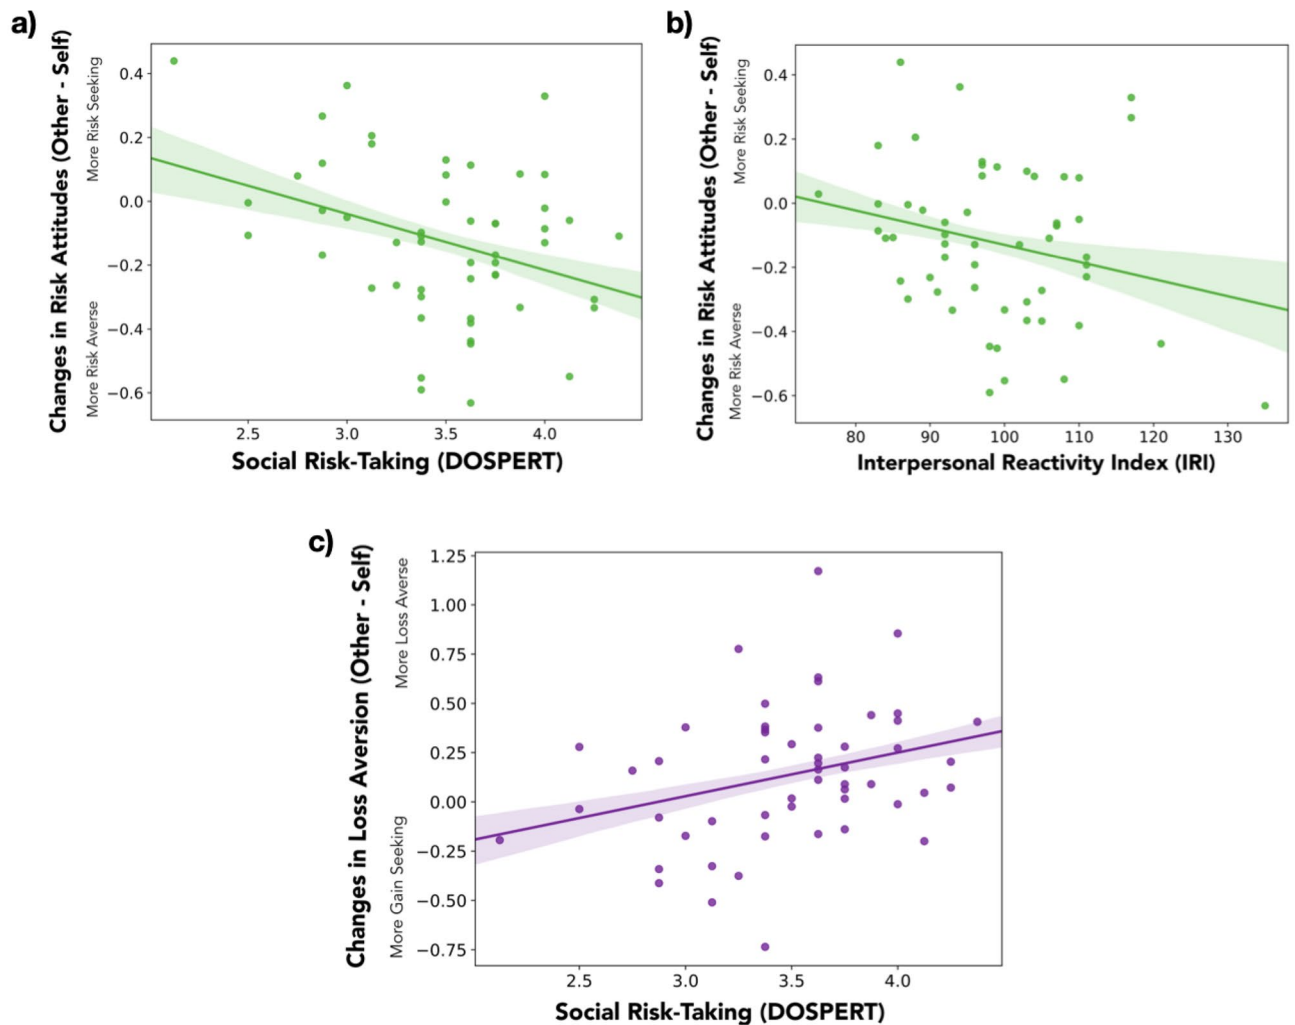 a)
Changes in Risk Attitudes (Other - Self)
More Risk Seeking
More Risk Averse
0.4
0.2
0.0
−0.2
−0.4
−0.6
2.5 3.0 3.5 4.0
Social Risk-Taking (DOSPERT)
b)
Changes in Risk Attitudes (Other - Self)
More Risk Seeking
More Risk Averse
0.4
0.2
0.0
−0.2
−0.4
−0.6
80 90 100 110 120 130
Interpersonal Reactivity Index (IRI)
c)
Changes in Loss Aversion (Other - Self)
More Loss Averse
More Gain Seeking
1.25
1.00
0.75
0.50
0.25
0.00
−0.25
−0.50
−0.75
2.5 3.0 3.5 4.0
Social Risk-Taking (DOSPERT)